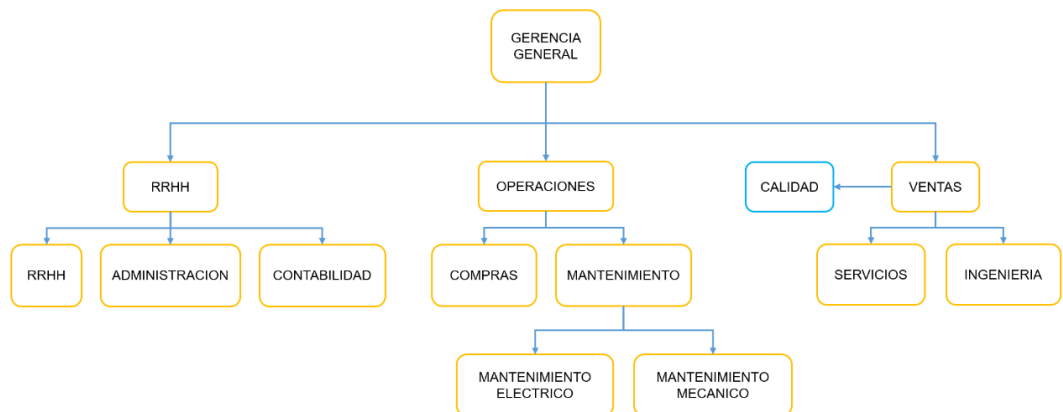 GERENCIA
GENERAL
RRHH
OPERACIONES
CALIDAD
VENTAS
RRHH
ADMINISTRACION
CONTABILIDAD
COMPRAS
MANTENIMIENTO
SERVICIOS
INGENIERIA
MANTENIMIENTO
ELECTRICO
MANTENIMIENTO
MECANICO